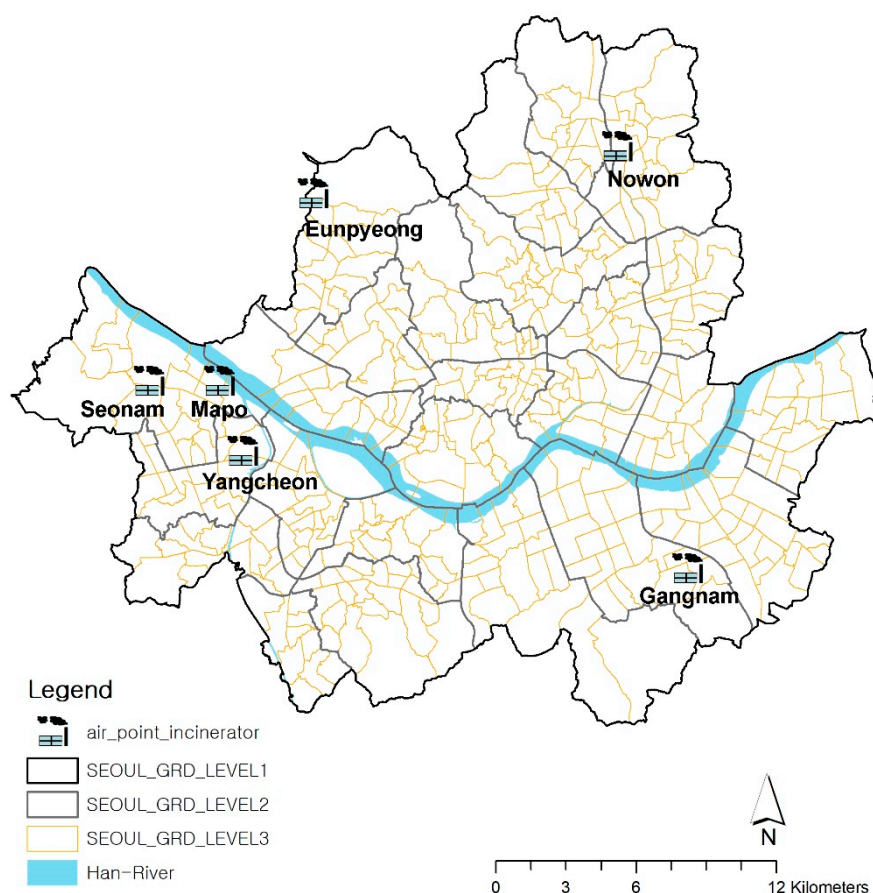 Nowon
Eunpyeong
Seonam
Mapo
Yangcheon
Gangnam
Legend
air_point_incinerator
SEOUL_GRD_LEVEL1
SEOUL_GRD_LEVEL2
SEOUL_GRD_LEVEL3
Han-River
N
0 3 6 12 Kilometers